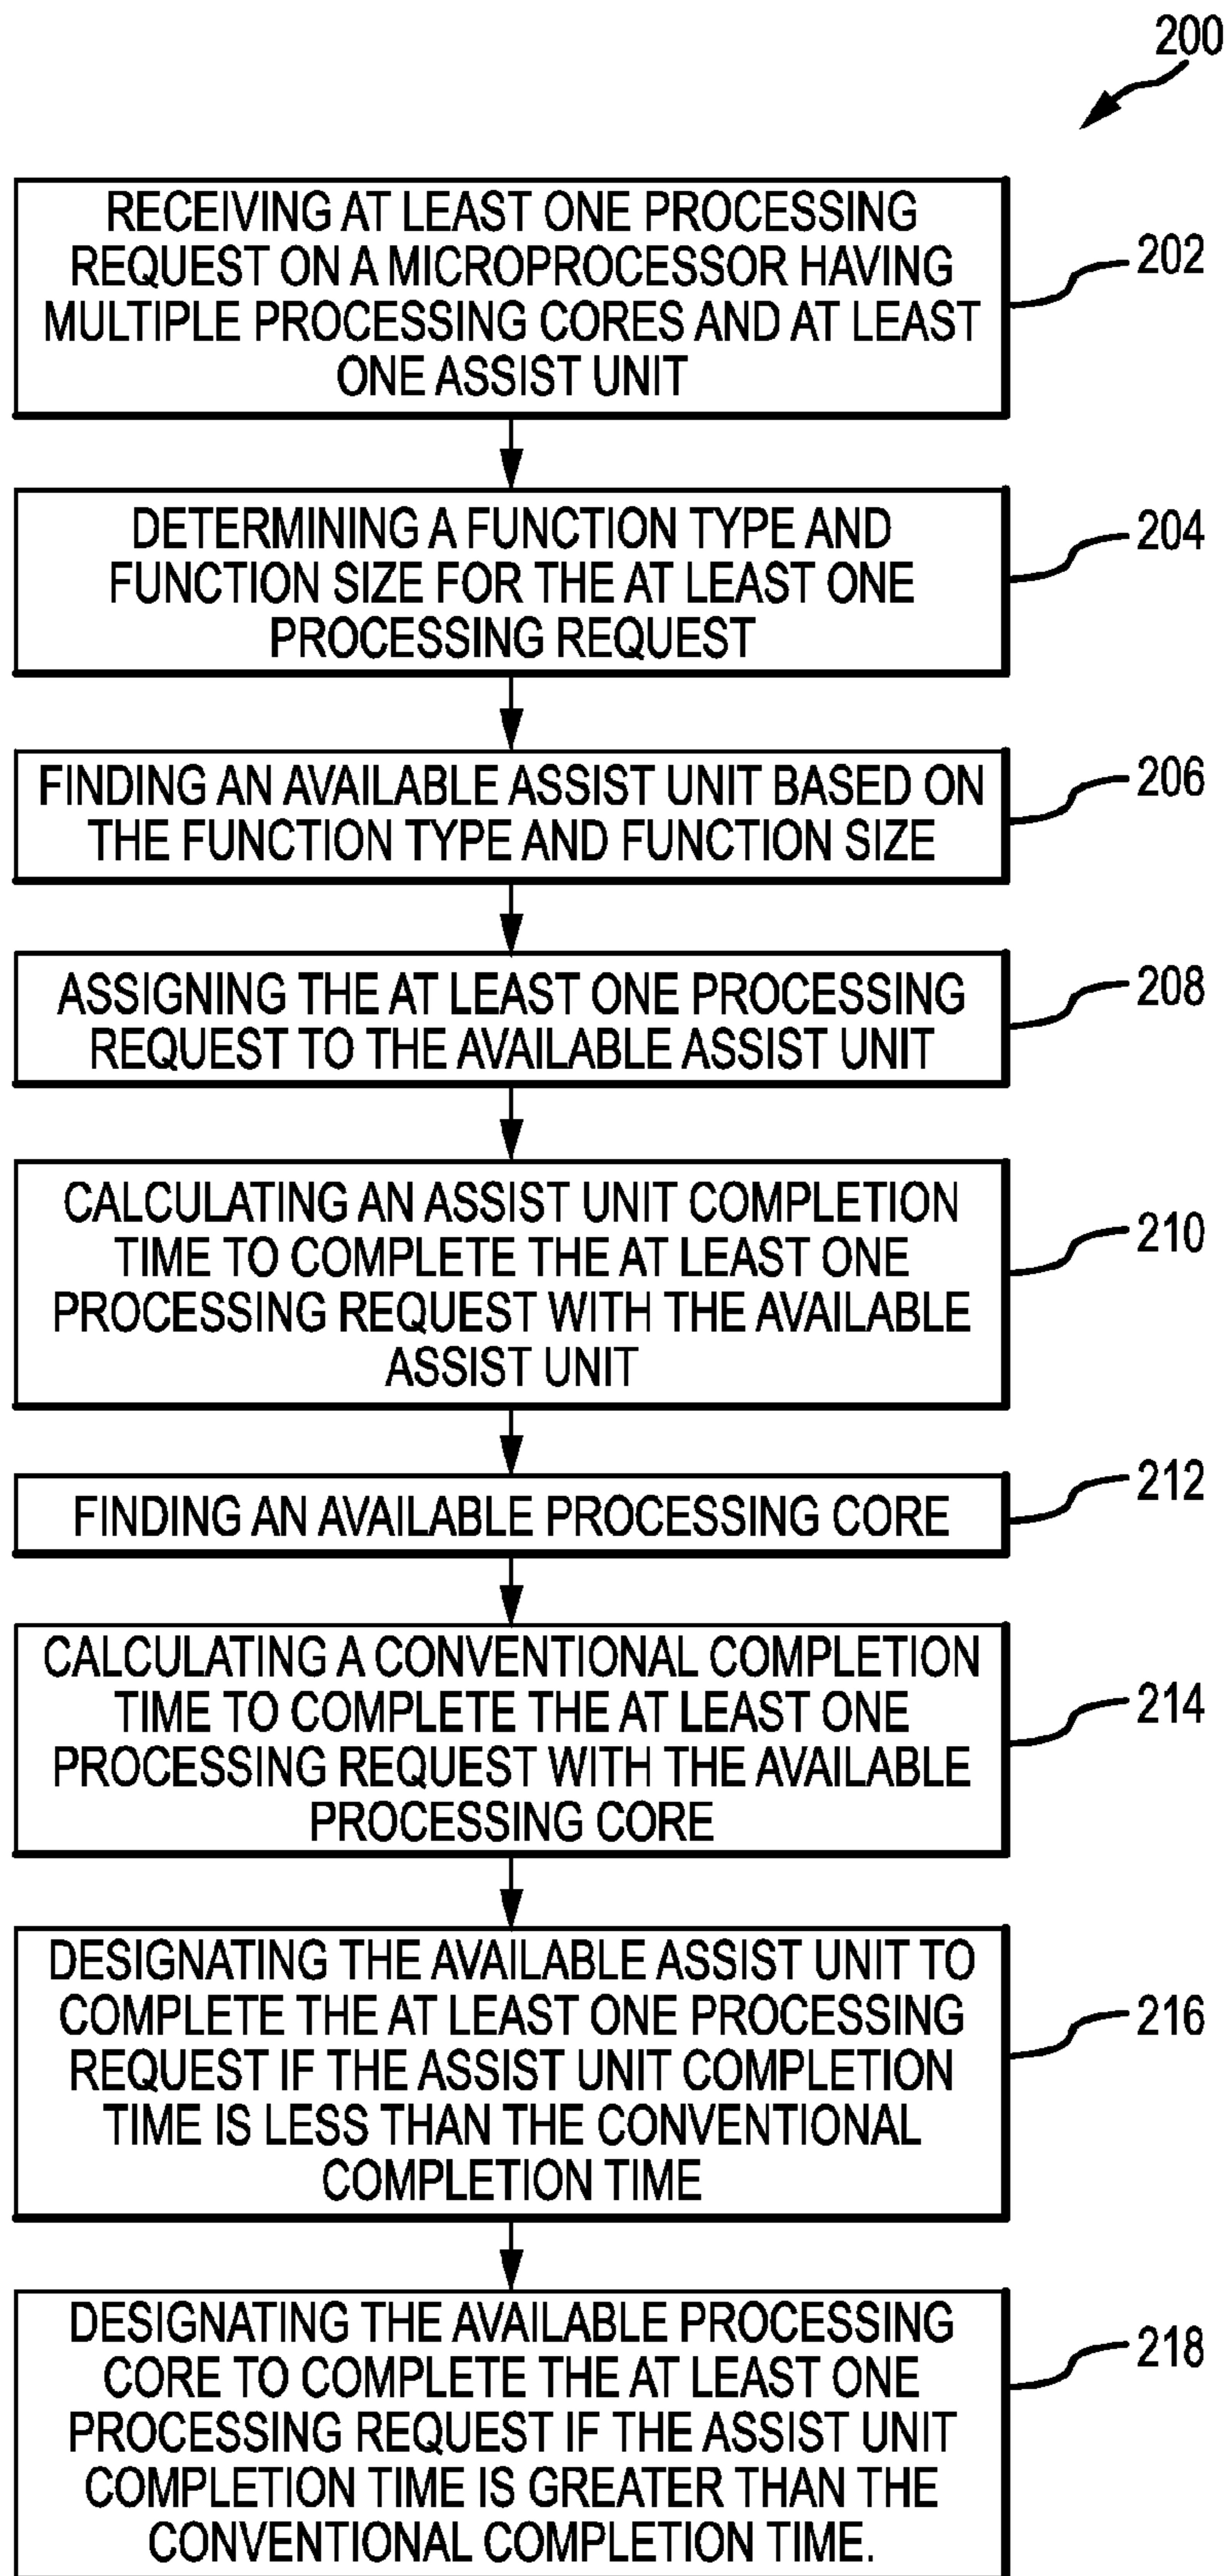 200
RECEIVING AT LEAST ONE PROCESSING
REQUEST ON A MICROPROCESSOR HAVING
MULTIPLE PROCESSING CORES AND AT LEAST
ONE ASSIST UNIT
202
DETERMINING A FUNCTION TYPE AND
FUNCTION SIZE FOR THE AT LEAST ONE
PROCESSING REQUEST
204
FINDING AN AVAILABLE ASSIST UNIT BASED ON
THE FUNCTION TYPE AND FUNCTION SIZE
206
ASSIGNING THE AT LEAST ONE PROCESSING
REQUEST TO THE AVAILABLE ASSIST UNIT
208
CALCULATING AN ASSIST UNIT COMPLETION
TIME TO COMPLETE THE AT LEAST ONE
PROCESSING REQUEST WITH THE AVAILABLE
ASSIST UNIT
210
FINDING AN AVAILABLE PROCESSING CORE
212
CALCULATING A CONVENTIONAL COMPLETION
TIME TO COMPLETE THE AT LEAST ONE
PROCESSING REQUEST WITH THE AVAILABLE
PROCESSING CORE
214
DESIGNATING THE AVAILABLE ASSIST UNIT TO
COMPLETE THE AT LEAST ONE PROCESSING
REQUEST IF THE ASSIST UNIT COMPLETION
TIME IS LESS THAN THE CONVENTIONAL
COMPLETION TIME
216
DESIGNATING THE AVAILABLE PROCESSING
CORE TO COMPLETE THE AT LEAST ONE
PROCESSING REQUEST IF THE ASSIST UNIT
COMPLETION TIME IS GREATER THAN THE
CONVENTIONAL COMPLETION TIME.
218